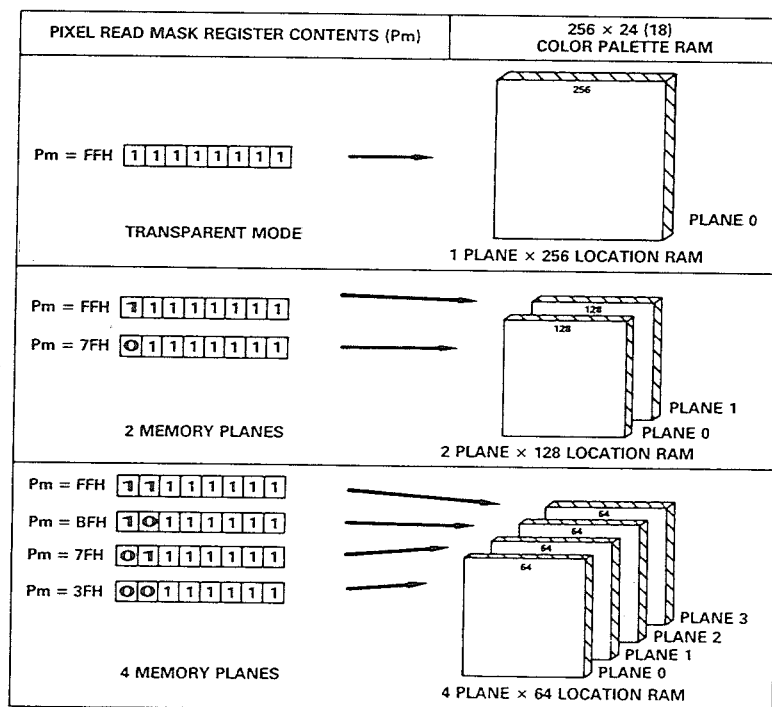 PIXEL READ MASK REGISTER CONTENTS (Pm)
256 × 24 (18)
COLOR PALETTE RAM
256
Pm = FFH 1 1 1 1 1 1 1 1
PLANE 0
TRANSPARENT MODE
1 PLANE × 256 LOCATION RAM
Pm = FFH 1 1 1 1 1 1 1 1
128
Pm = 7FH 0 1 1 1 1 1 1 1
128
PLANE 1
2 MEMORY PLANES
PLANE 0
2 PLANE × 128 LOCATION RAM
Pm = FFH 1 1 1 1 1 1 1 1
64
Pm = BFH 1 0 1 1 1 1 1 1
64
Pm = 7FH 0 1 1 1 1 1 1 1
64
Pm = 3FH 0 0 1 1 1 1 1 1
64
PLANE 3
PLANE 2
PLANE 1
4 MEMORY PLANES
PLANE 0
4 PLANE × 64 LOCATION RAM